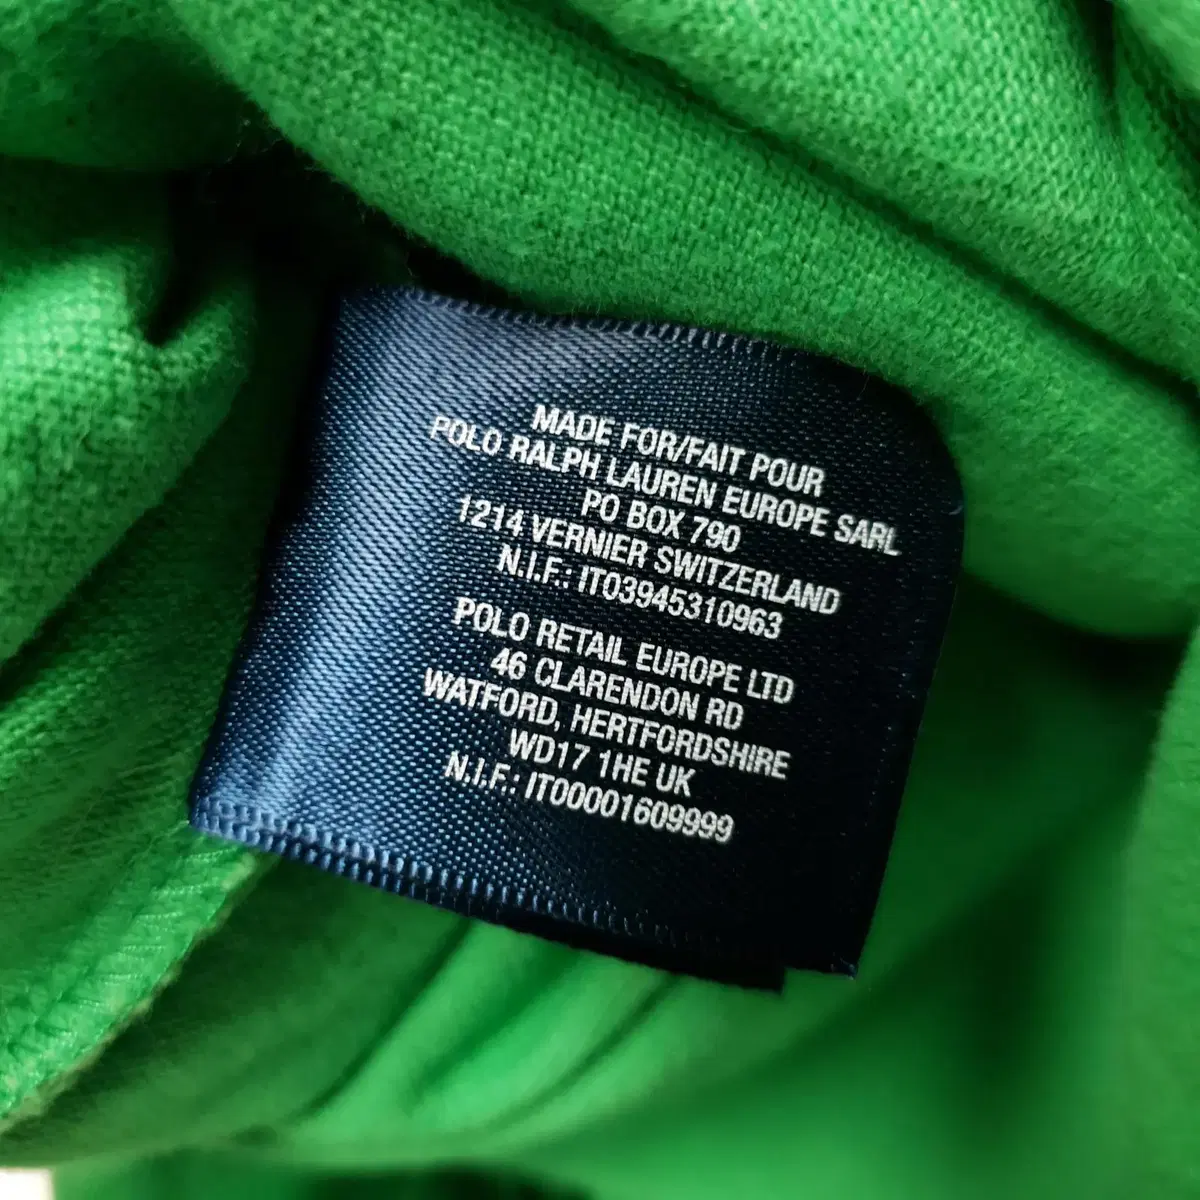 MADE FOR/FAIT POUR
POLO RALPH LAUREN EUROPE SARL
PO BOX 790
1214 VERNIER SWITZERLAND
N.I.F.: IT03945310963
POLO RETAIL EUROPE LTD
46 CLARENDON RD
WATFORD, HERTFORDSHIRE
WD17 1HE UK
N.I.F.: IT00001609999